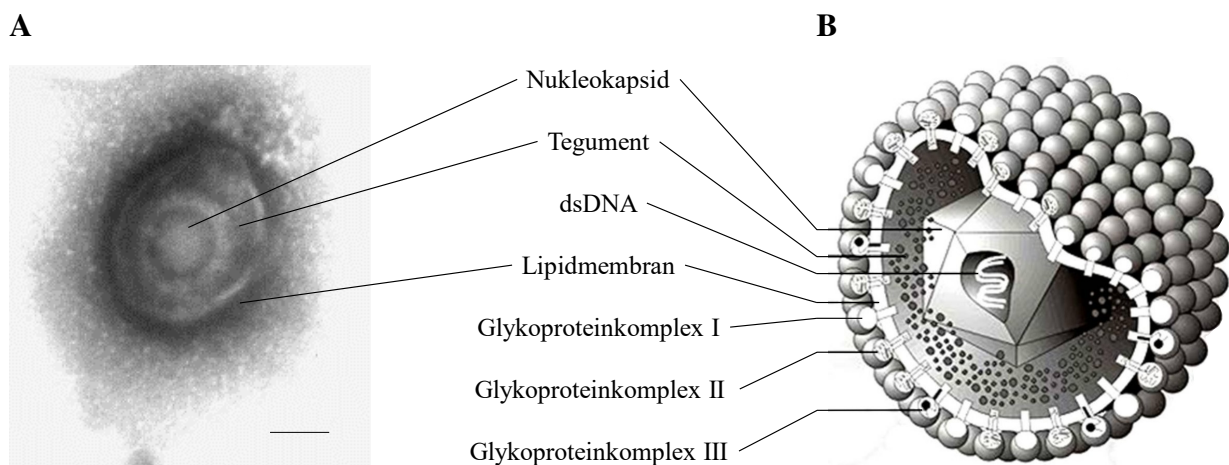 A
B
Nukleokapsid
Tegument
dsDNA
Lipidmembran
Glykoproteinkomplex I
Glykoproteinkomplex II
Glykoproteinkomplex III